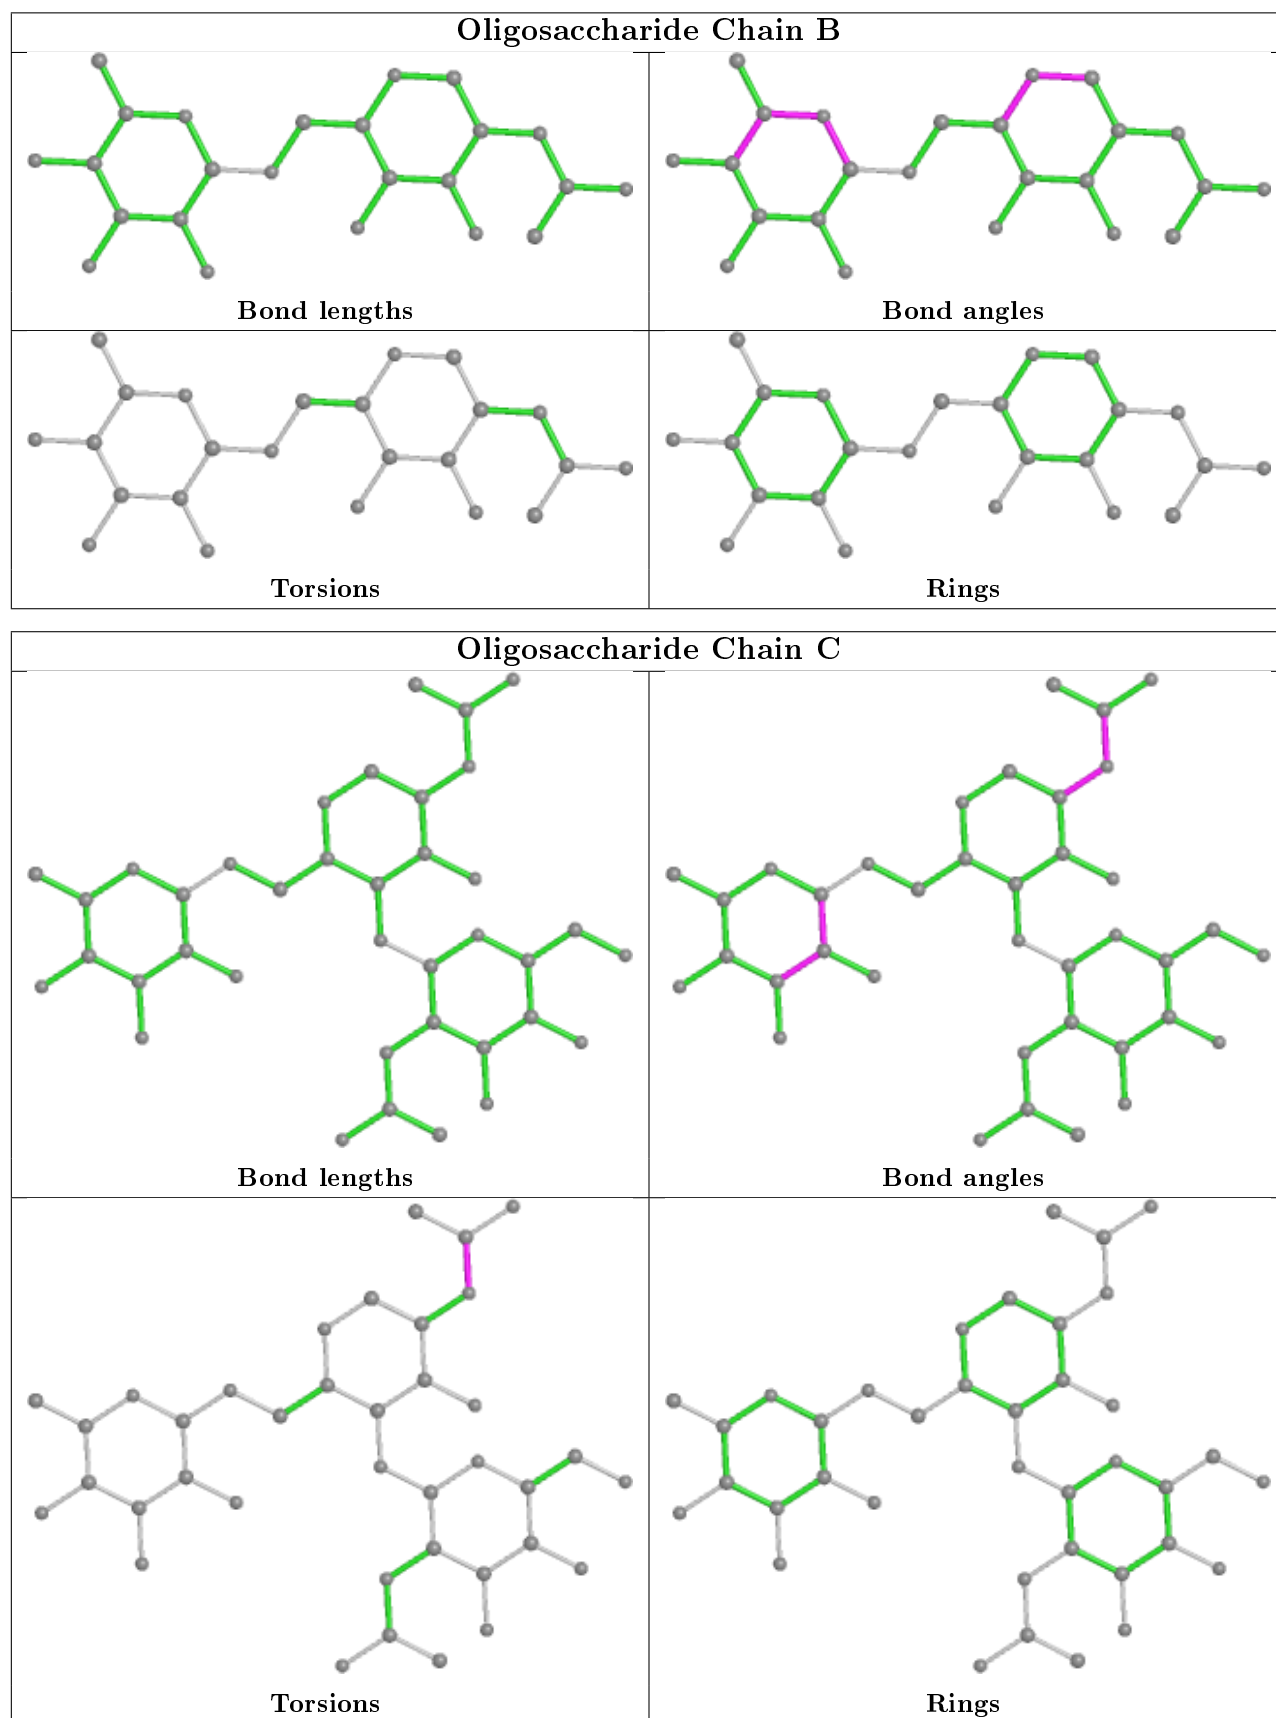 Oligosaccharide Chain B
Bond lengths
Bond angles
Torsions
Rings
Oligosaccharide Chain C
Bond lengths
Bond angles
Torsions
Rings